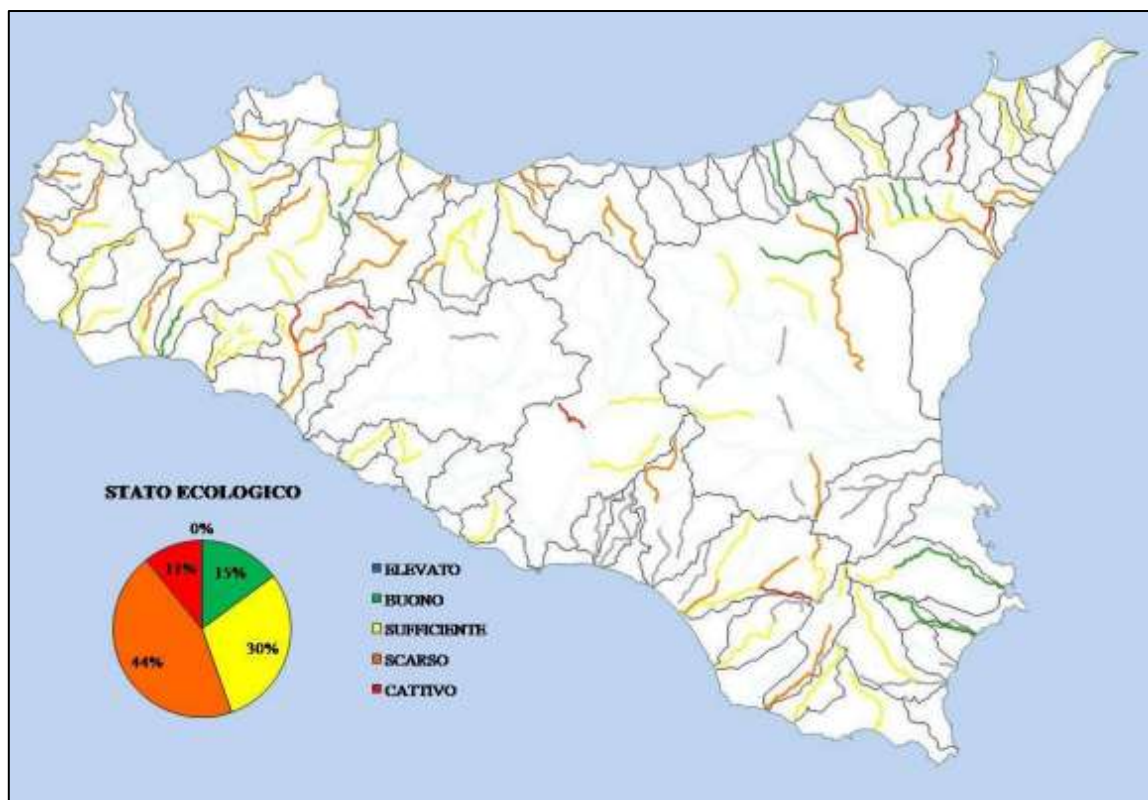 STATO ECOLOGICO
0%
11%
15%
44%
30%
ELEVATO
BUONO
SUFFICIENTE
SCARSO
CATTIVO